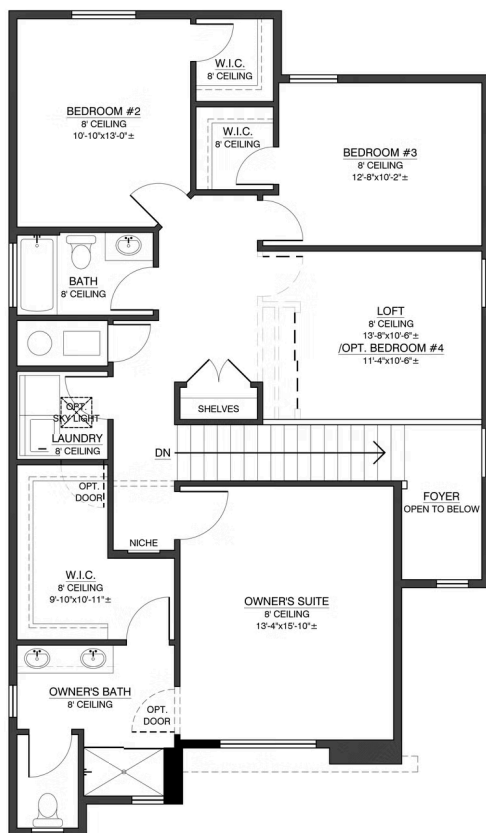 W.I.C.
8' CEILING
BEDROOM #2
8' CEILING
10'-10"x13'-0"±
W.I.C.
8' CEILING
BEDROOM #3
8' CEILING
12'-8"x10'-2"±
BATH
8' CEILING
LOFT
8' CEILING
13'-8"x10'-6"±
/OPT. BEDROOM #4
11'-4"x10'-6"±
SHELVES
OPT.
SKY LIGHT
LAUNDRY
8' CEILING
DN
OPT.
DOOR
FOYER
OPEN TO BELOW
NICHE
W.I.C.
8' CEILING
9'-10"x10'-11"±
OWNER'S SUITE
8' CEILING
13'-4"x15'-10"±
OWNER'S BATH
8' CEILING
OPT.
DOOR